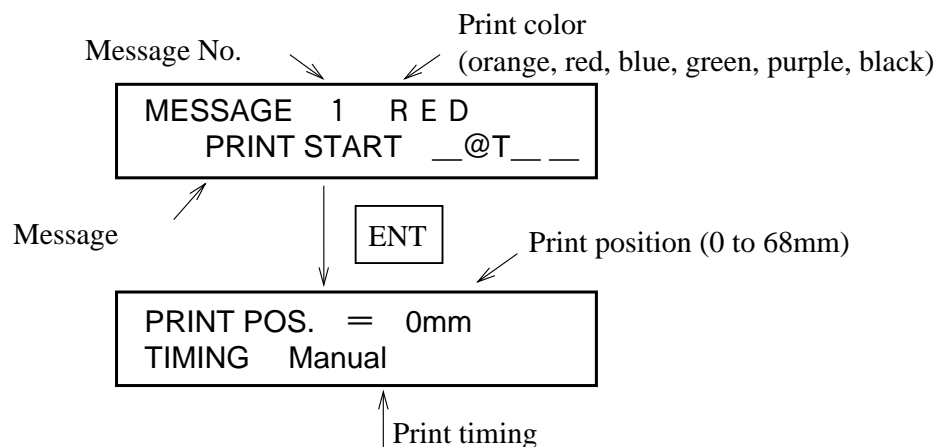 Print color
Message No.
(orange, red, blue, green, purple, black)
MESSAGE 1 RED
PRINT START __@T__ __
Message
ENT
Print position (0 to 68mm)
PRINT POS. = 0mm
TIMING Manual
Print timing